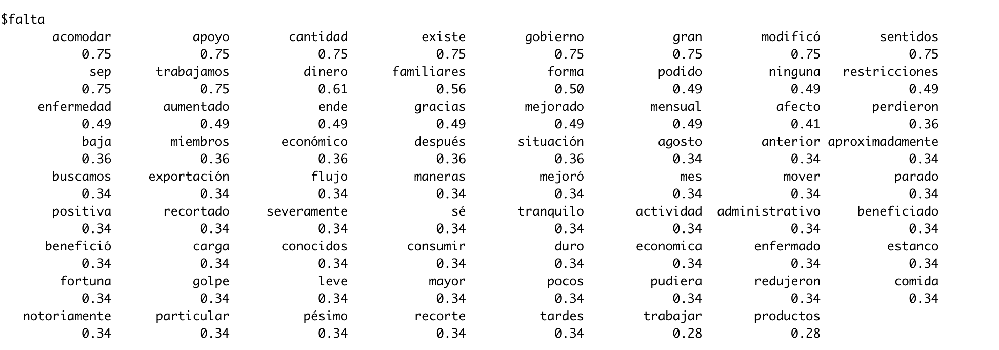 $falta
acomodar apoyo cantidad existe gobierno gran modificó sentidos
0.75 0.75 0.75 0.75 0.75 0.75 0.75 0.75
sep trabajamos dinero familiares forma podido ninguna restricciones
0.75 0.75 0.61 0.56 0.50 0.49 0.49 0.49
enfermedad aumentado ende gracias mejorado mensual afecto perdieron
0.49 0.49 0.49 0.49 0.49 0.49 0.41 0.36
baja miembros económico después situación agosto anterior aproximadamente
0.36 0.36 0.36 0.36 0.36 0.34 0.34 0.34
buscamos exportación flujo maneras mejoró mes mover parado
0.34 0.34 0.34 0.34 0.34 0.34 0.34 0.34
positiva recortado severamente sé tranquilo actividad administrativo beneficiado
0.34 0.34 0.34 0.34 0.34 0.34 0.34 0.34
benefició carga conocidos consumir duro economica enfermado estanco
0.34 0.34 0.34 0.34 0.34 0.34 0.34 0.34
fortuna golpe leve mayor pocos pudiera redujeron comida
0.34 0.34 0.34 0.34 0.34 0.34 0.34 0.34
notoriamente particular pésimo recorte tardes trabajar productos
0.34 0.34 0.34 0.34 0.34 0.28 0.28